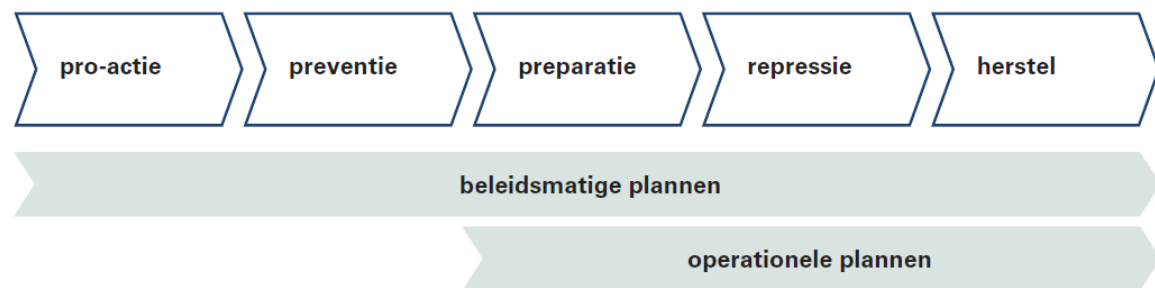 pro-actie
preventie
preparatie
repressie
herstel
beleidsmatige plannen
operationele plannen